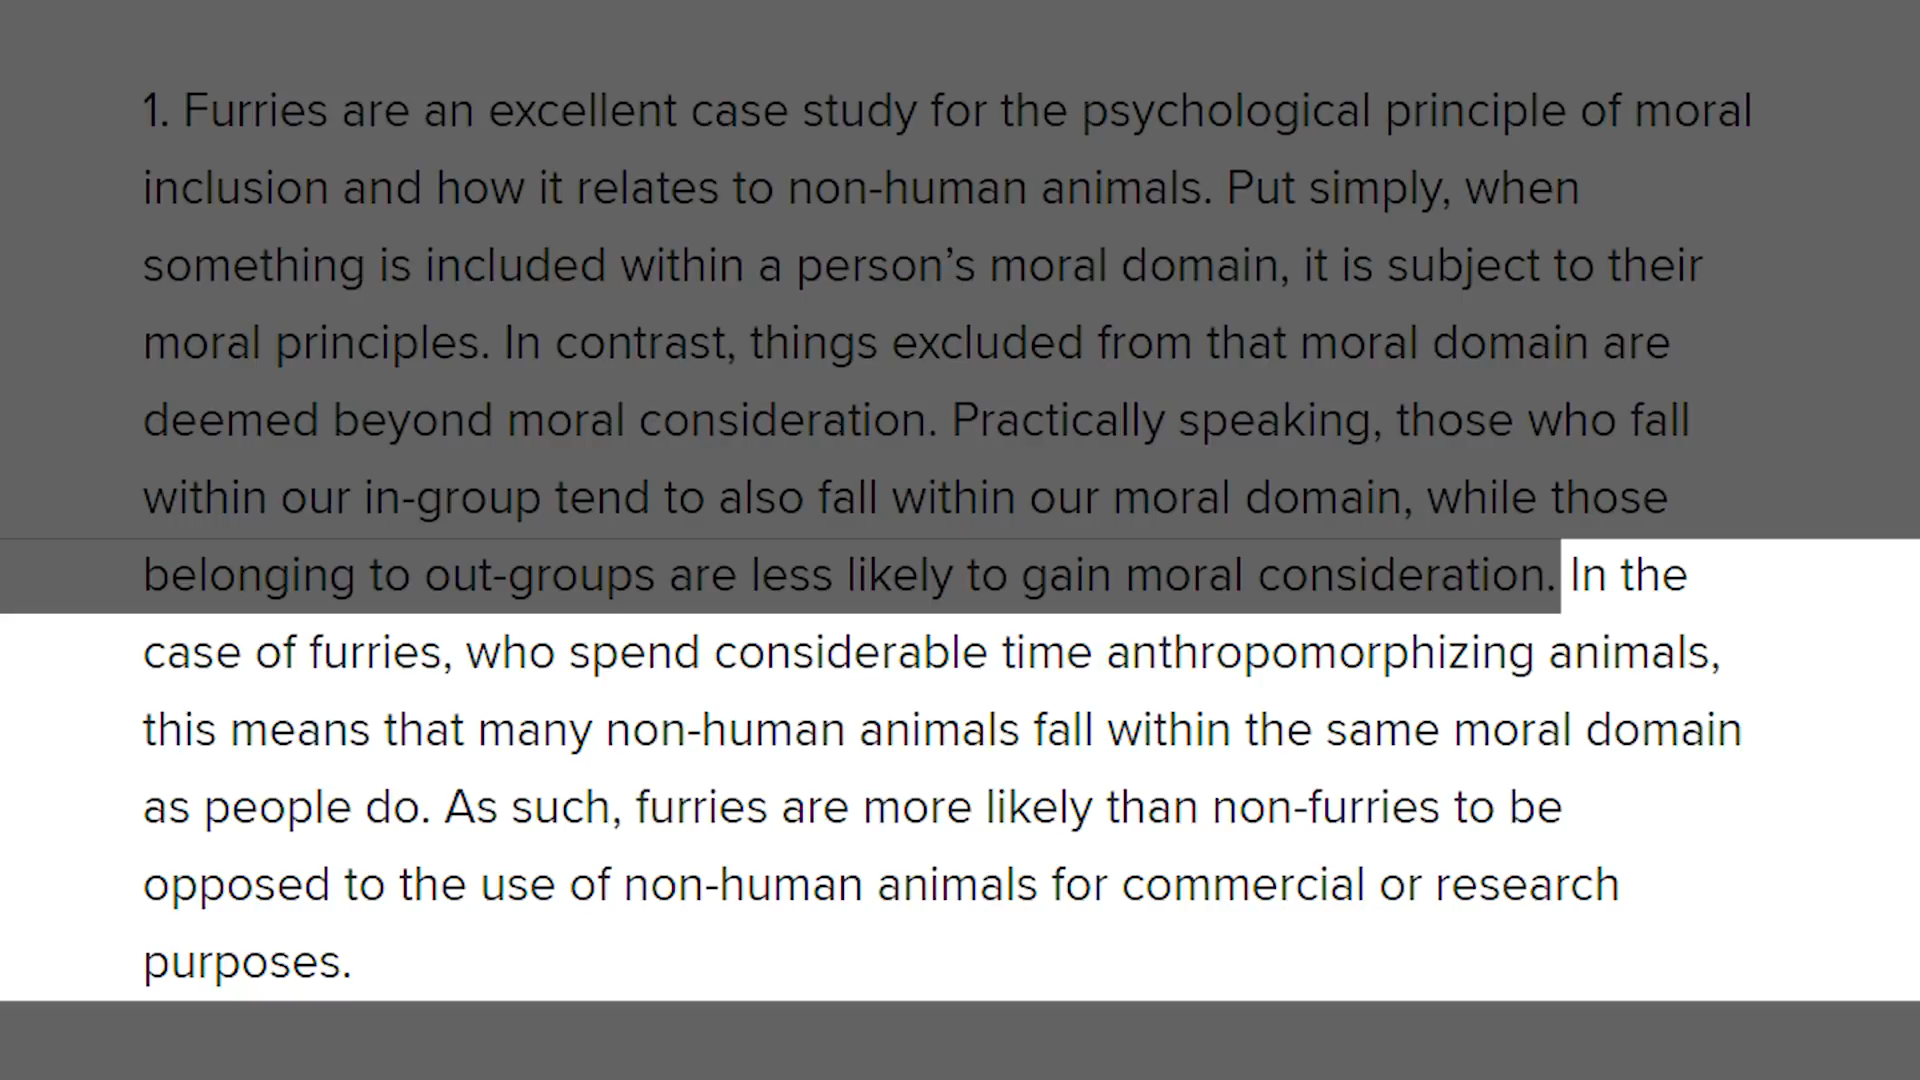 1. Furries are an excellent case study for the psychological principle of moral
inclusion and how it relates to non-human animals. Put simply, when
something is included within a person’s moral domain, it is subject to their
moral principles. In contrast, things excluded from that moral domain are
deemed beyond moral consideration. Practically speaking, those who fall
within our in-group tend to also fall within our moral domain, while those
belonging to out-groups are less likely to gain moral consideration. In the
case of furries, who spend considerable time anthropomorphizing animals,
this means that many non-human animals fall within the same moral domain
as people do. As such, furries are more likely than non-furries to be
opposed to the use of non-human animals for commercial or research
purposes.